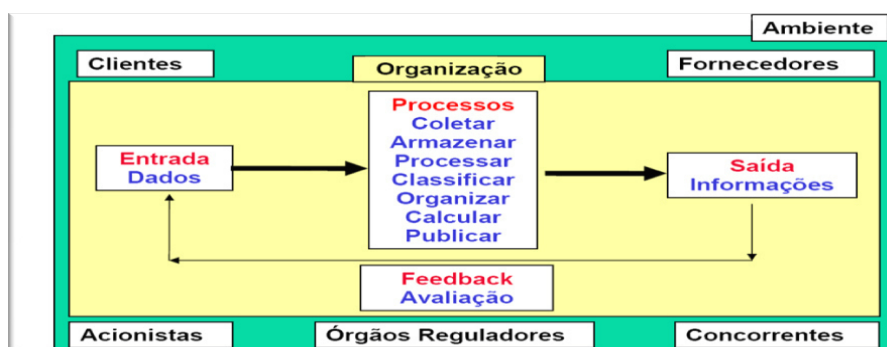 Ambiente
Clientes
Organização
Fornecedores
Processos
Coletar
Armazenar
Processar
Classificar
Organizar
Calcular
Publicar
Entrada
Dados
Saída
Informações
Feedback
Avaliação
Acionistas
Órgãos Reguladores
Concorrentes